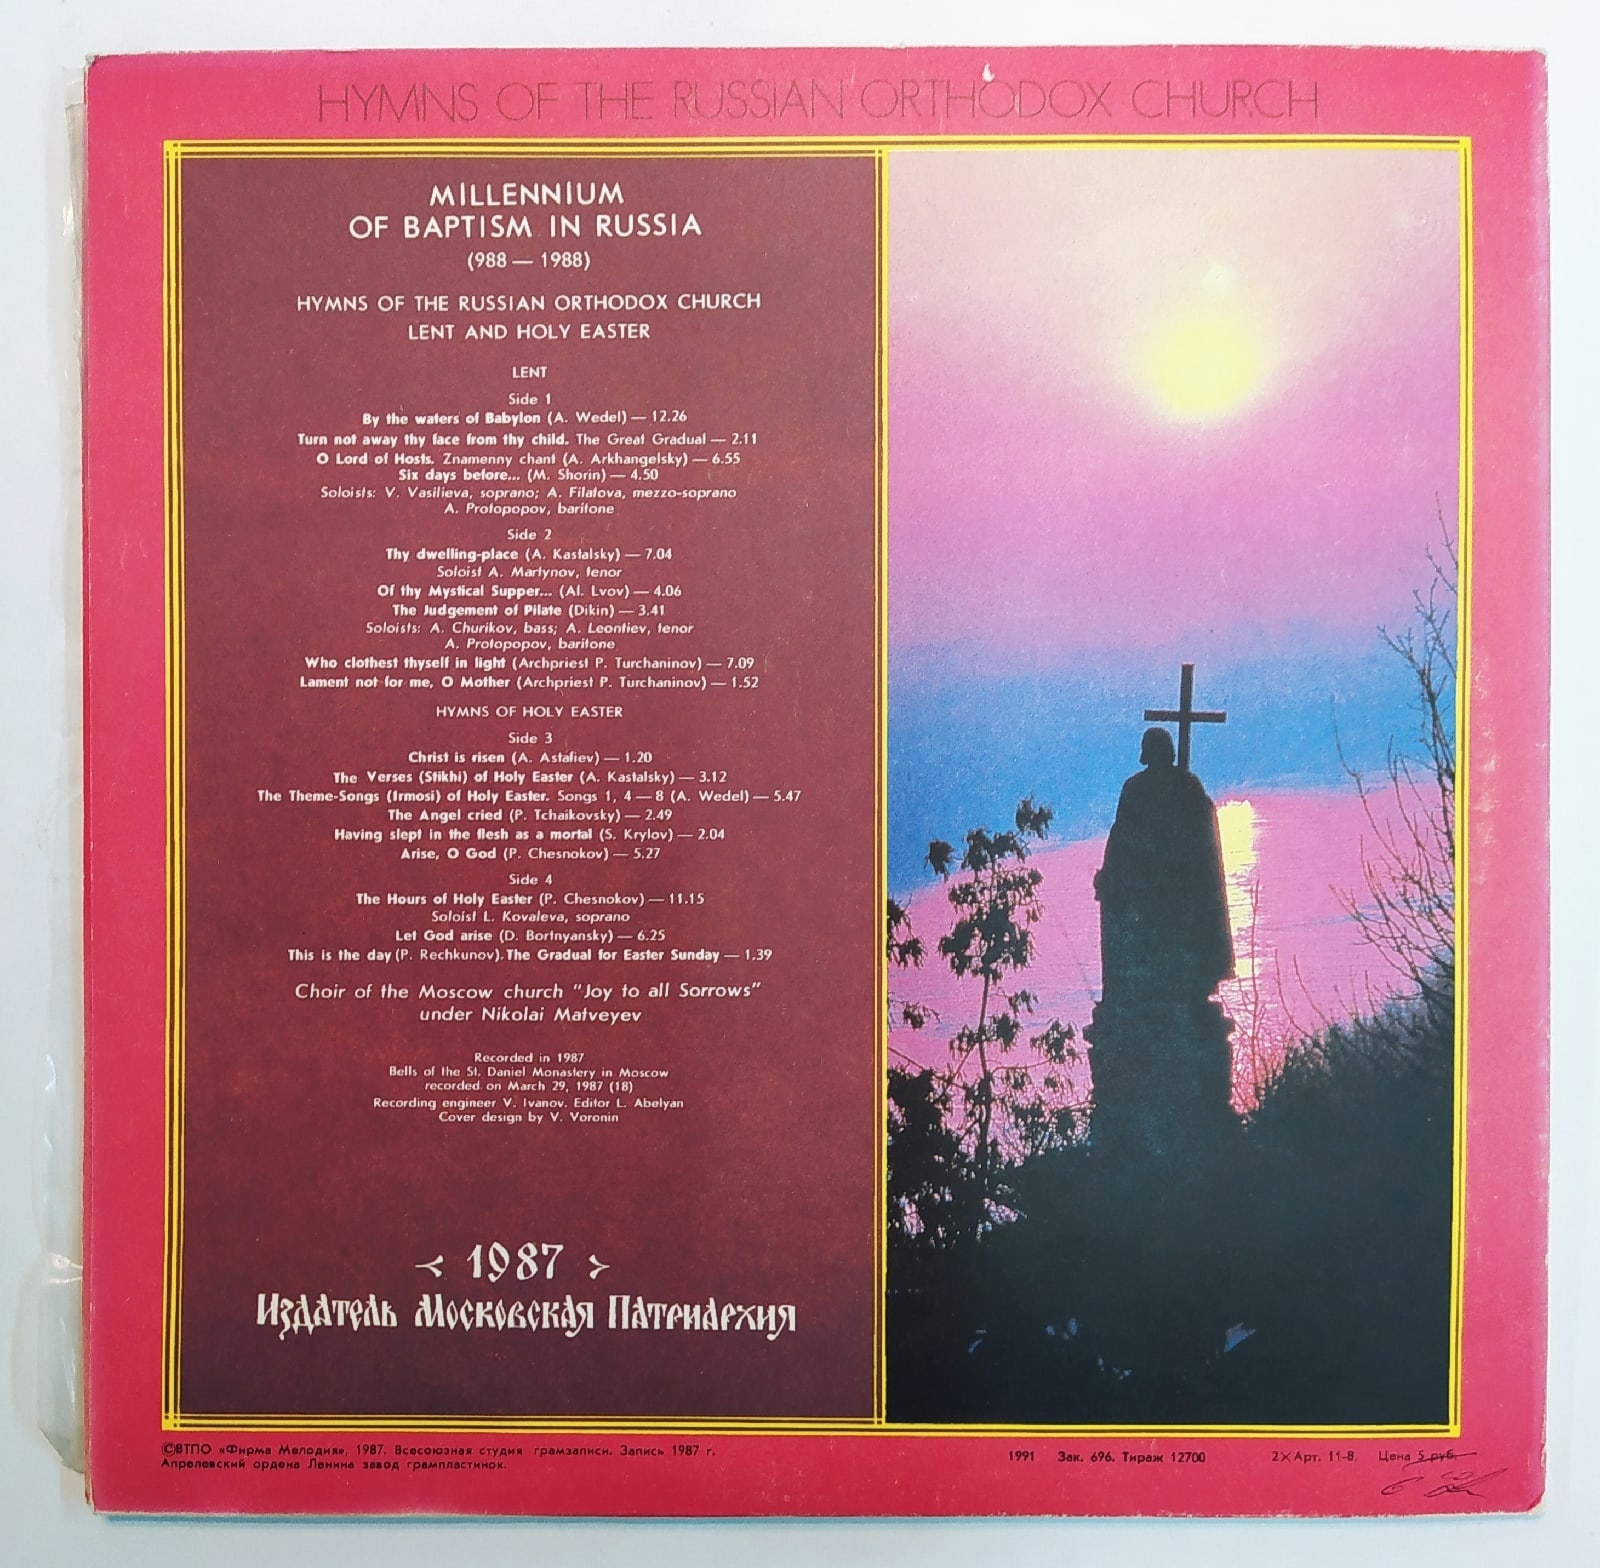 HYMNS OF THE RUSSIAN ORTHODOX CHURCH
MILLENNIUM
OF BAPTISM IN RUSSIA
(988 — 1988)
HYMNS OF THE RUSSIAN ORTHODOX CHURCH
LENT AND HOLY EASTER
LENT
Side 1
By the waters of Babylon (A. Wedel) — 12.26
Turn not away thy face from thy child. The Great Gradual — 2.11
O Lord of Hosts. Znamenny chant (A. Arkhangelsky) — 6.55
Six days before... (M. Shorin) — 4.50
Soloists: V. Vasilieva, soprano; A. Filatova, mezzo-soprano
A. Protopopov, baritone
Side 2
Thy dwelling-place (A. Kastalsky) — 7.04
Soloist A. Martynov, tenor
Of thy Mystical Supper... (Al. Lvov) — 4.06
The Judgement of Pilate (Dikin) — 3.41
Soloists: A. Churikov, bass; A. Leontiev, tenor
A. Protopopov, baritone
Who clothest thyself in light (Archpriest P. Turchaninov) — 7.09
Lament not for me, O Mother (Archpriest P. Turchaninov) — 1.52
HYMNS OF HOLY EASTER
Side 3
Christ is risen (A. Astafiev) — 1.20
The Verses (Stikhi) of Holy Easter (A. Kastalsky) — 3.12
The Theme-Songs (Irmosi) of Holy Easter. Songs 1, 4 — 8 (A. Wedel) — 5.47
The Angel cried (P. Tchaikovsky) — 2.49
Having slept in the flesh as a mortal (S. Krylov) — 2.04
Arise, O God (P. Chesnokov) — 5.27
Side 4
The Hours of Holy Easter (P. Chesnokov) — 11.15
Soloist L. Kovaleva, soprano
Let God arise (D. Bortnyansky) — 6.25
This is the day (P. Rechkunov). The Gradual for Easter Sunday — 1.39
Choir of the Moscow church "Joy to all Sorrows"
under Nikolai Matveyev
Recorded in 1987
Bells of the St. Daniel Monastery in Moscow
recorded on March 29, 1987 (18)
Recording engineer V. Ivanov. Editor L. Abelyan
Cover design by V. Voronin
1987
Издатель Московская Патриархия
©ВТПО «Фирма Мелодия», 1987. Всесоюзная студия грамзаписи. Запись 1987 г.
Апрелевский ордена Ленина завод грампластинок.
1991 Зак. 696. Тираж 12700 2×Арт. 11-8. Цена 5 руб.